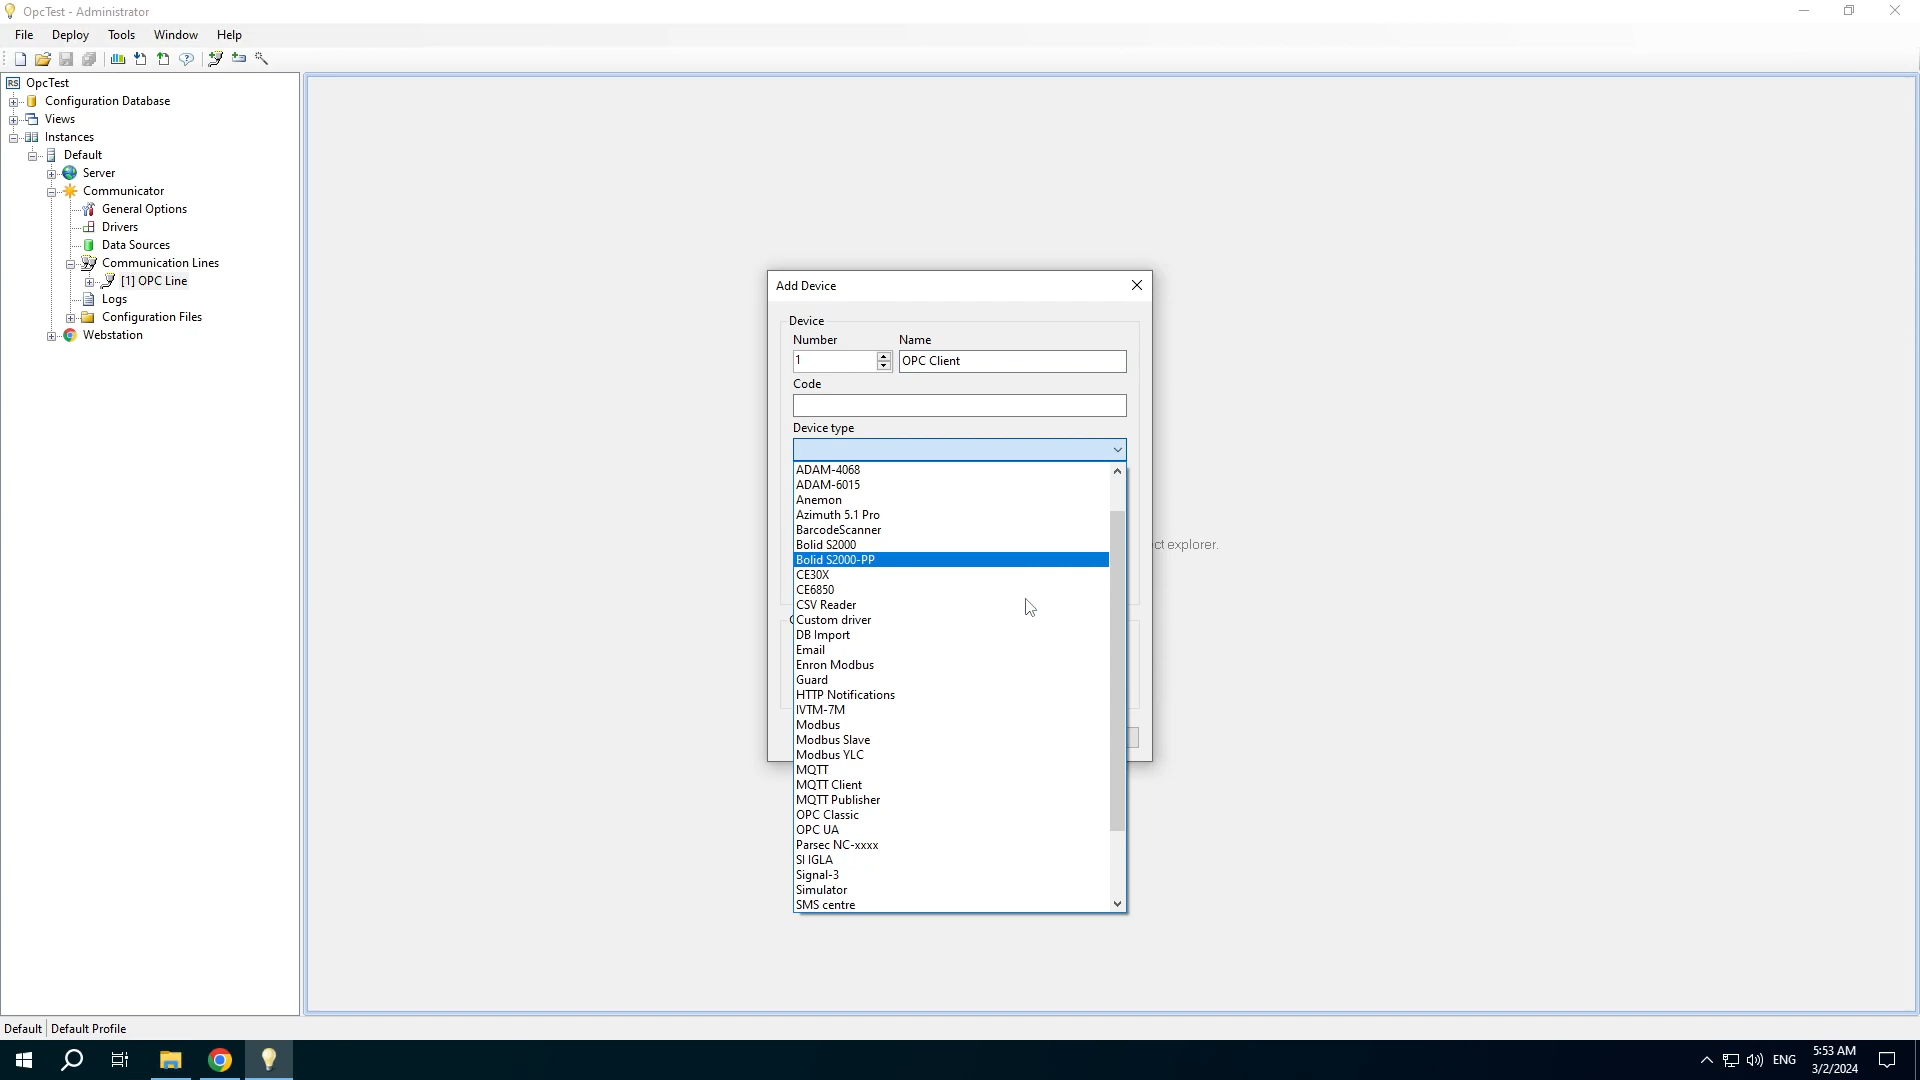 OpcTest - Administrator
File Deploy Tools Window Help
RS OpcTest
Configuration Database
Views
Instances
Default
Server
Communicator
General Options
Drivers
Data Sources
Communication Lines
[1] OPC Line
Logs
Configuration Files
Webstation
Add Device
Device
Number Name
1 OPC Client
Code
Device type
ADAM-4068
ADAM-6015
Anemon
Azimuth 5.1 Pro
BarcodeScanner
Bolid S2000
Bolid S2000-PP
CE30X
CE6850
CSV Reader
Custom driver
DB Import
Email
Enron Modbus
Guard
HTTP Notifications
IVTM-7M
Modbus
Modbus Slave
Modbus YLC
MQTT
MQTT Client
MQTT Publisher
OPC Classic
OPC UA
Parsec NC-xxxx
SI IGLA
Signal-3
Simulator
SMS centre
ct explorer.
Default Default Profile
ENG
5:53 AM
3/2/2024